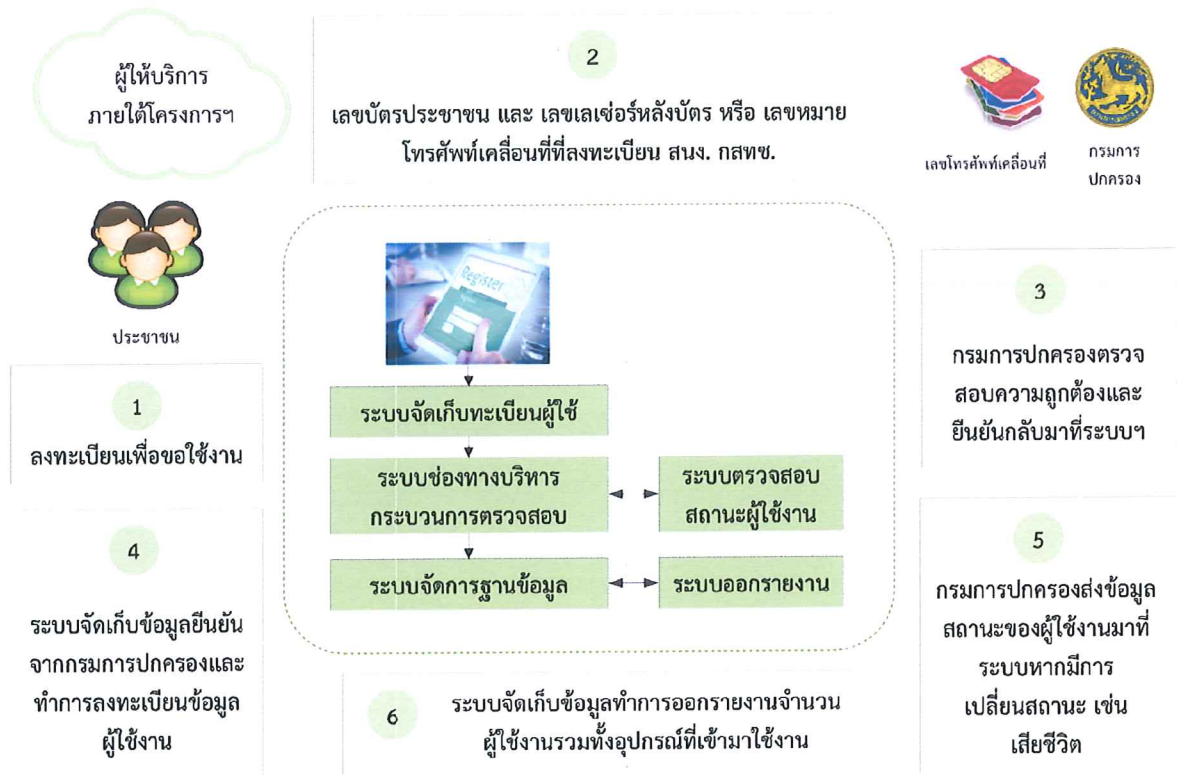 ผู้ให้บริการ
ภายใต้โครงการฯ
ประชาชน
1
ลงทะเบียนเพื่อขอใช้งาน
2
เลขบัตรประชาชน และ เลขเลเซ่อร์หลังบัตร หรือ เลขหมาย
โทรศัพท์เคลื่อนที่ที่ลงทะเบียน สนง. กสทช.
เลขโทรศัพท์เคลื่อนที่
กรมการ
ปกครอง
3
กรมการปกครองตรวจ
สอบความถูกต้องและ
ยืนยันกลับมาที่ระบบฯ
Register
ระบบจัดเก็บทะเบียนผู้ใช้
ระบบช่องทางบริหาร
กระบวนการตรวจสอบ
ระบบตรวจสอบ
สถานะผู้ใช้งาน
ระบบจัดการฐานข้อมูล
ระบบออกรายงาน
4
ระบบจัดเก็บข้อมูลยืนยัน
จากกรมการปกครองและ
ทำการลงทะเบียนข้อมูล
ผู้ใช้งาน
5
กรมการปกครองส่งข้อมูล
สถานะของผู้ใช้งานมาที่
ระบบหากมีการ
เปลี่ยนสถานะ เช่น
เสียชีวิต
6
ระบบจัดเก็บข้อมูลทำการออกรายงานจำนวน
ผู้ใช้งานรวมทั้งอุปกรณ์ที่เข้ามาใช้งาน